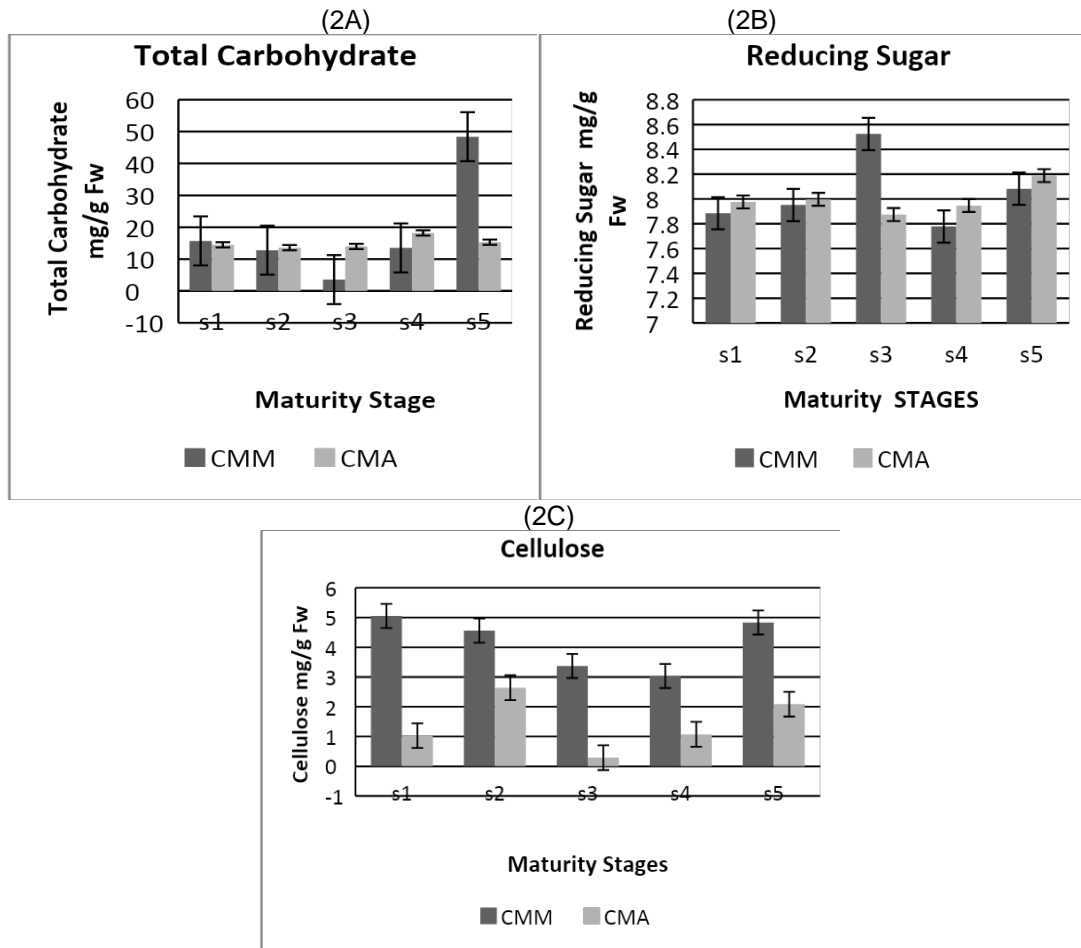 (2A)
Total Carbohydrate
Total Carbohydrate
mg/g Fw
60
50
40
30
20
10
0
-10
s1 s2 s3 s4 s5
Maturity Stage
CMM CMA
(2B)
Reducing Sugar
Reducing Sugar mg/g
Fw
8.8
8.6
8.4
8.2
8
7.8
7.6
7.4
7.2
7
s1 s2 s3 s4 s5
Maturity STAGES
CMM CMA
(2C)
Cellulose
Cellulose mg/g Fw
6
5
4
3
2
1
0
-1
s1 s2 s3 s4 s5
Maturity Stages
CMM CMA